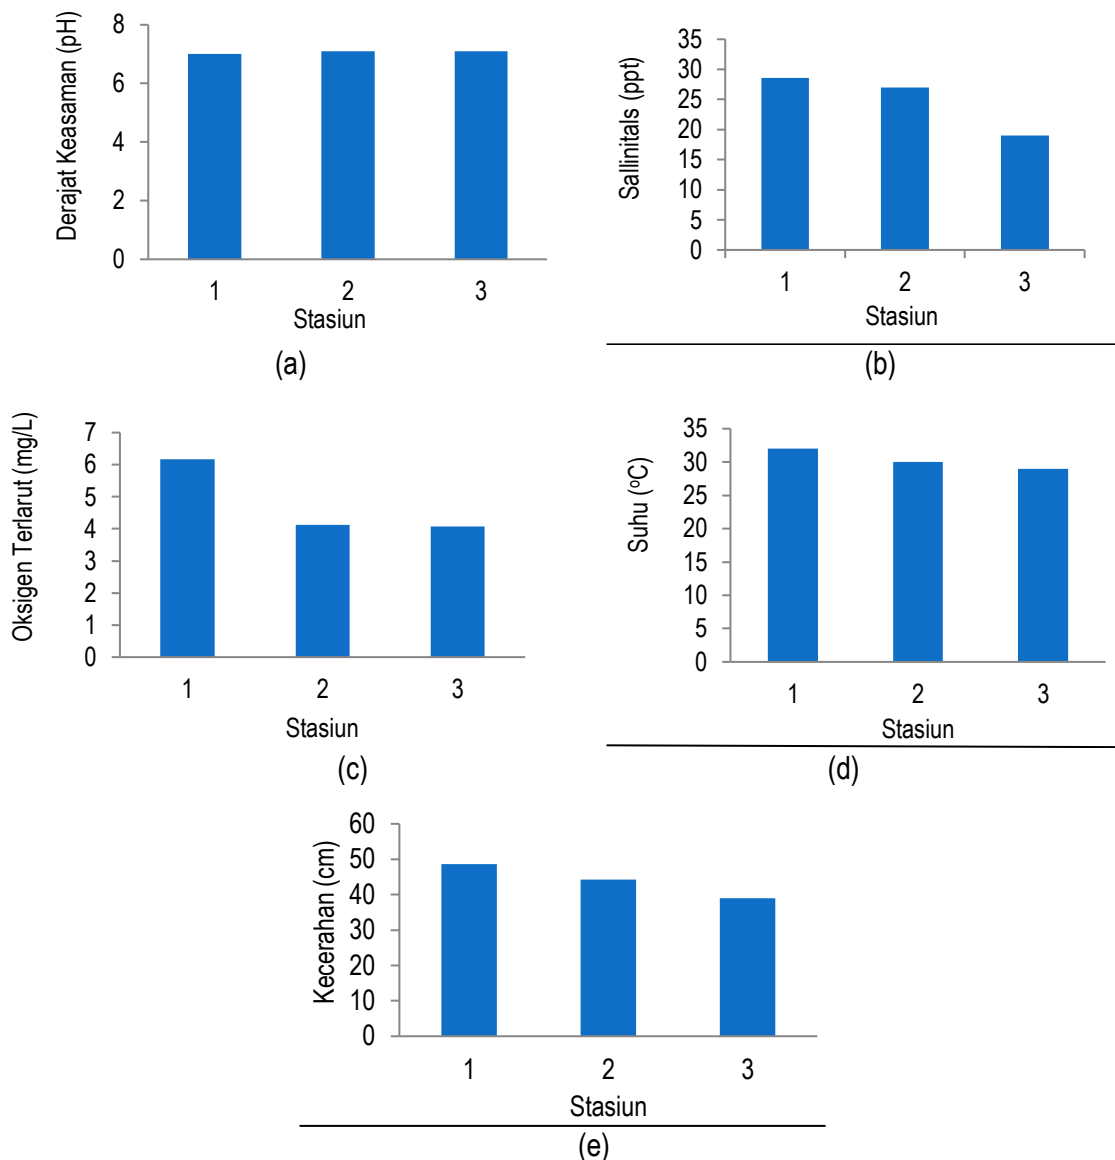 Derajat Keasaman (pH)
8
6
4
2
0
1 2 3
Stasiun
(a)
Sallinitals (ppt)
35
30
25
20
15
10
5
0
1 2 3
Stasiun
(b)
Oksigen Terlarut (mg/L)
7
6
5
4
3
2
1
0
1 2 3
Stasiun
(c)
Suhu (ºC)
35
30
25
20
15
10
5
0
1 2 3
Stasiun
(d)
Kecerahan (cm)
60
50
40
30
20
10
0
1 2 3
Stasiun
(e)